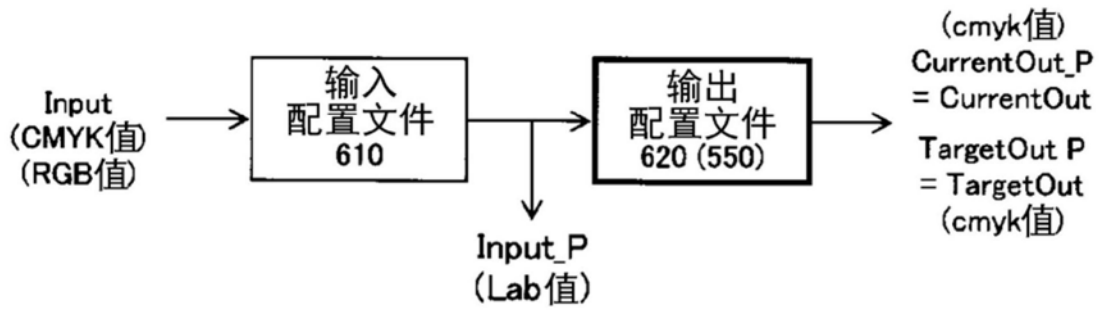 Input
(CMYK值)
(RGB值)
输入
配置文件
610
Input_P
(Lab值)
输出
配置文件
620 (550)
(cmyk值)
CurrentOut_P
= CurrentOut
TargetOut P
= TargetOut
(cmyk值)